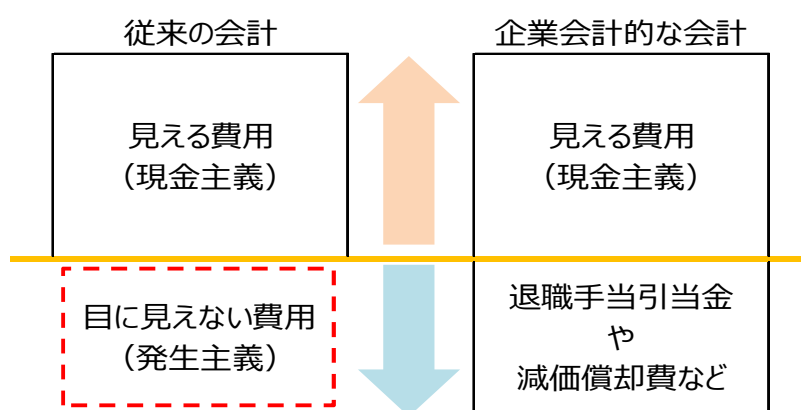 従来の会計
企業会計的な会計
見える費用
（現金主義）
見える費用
（現金主義）
目に見えない費用
（発生主義）
退職手当引当金
や
減価償却費など